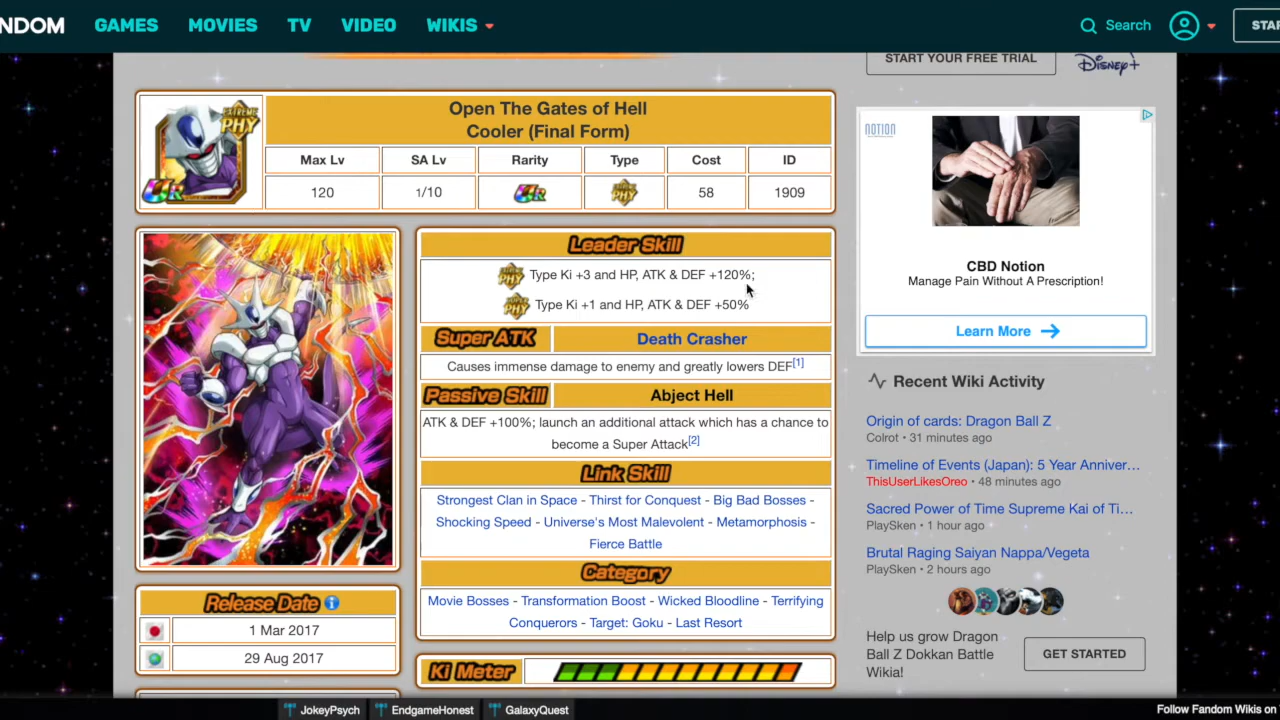 NDOM GAMES MOVIES TV VIDEO WIKIS Search STAR
START YOUR FREE TRIAL
Disney+
EXTREME
PHY
UR
Open The Gates of Hell
Cooler (Final Form)
Max Lv SA Lv Rarity Type Cost ID
120 1/10 UR PHY 58 1909
Leader Skill
PHY Type Ki +3 and HP, ATK & DEF +120%;
PHY Type Ki +1 and HP, ATK & DEF +50%
Super ATK Death Crasher
Causes immense damage to enemy and greatly lowers DEF[1]
Passive Skill Abject Hell
ATK & DEF +100%; launch an additional attack which has a chance to
become a Super Attack[2]
Link Skill
Strongest Clan in Space - Thirst for Conquest - Big Bad Bosses -
Shocking Speed - Universe's Most Malevolent - Metamorphosis -
Fierce Battle
Category
Movie Bosses - Transformation Boost - Wicked Bloodline - Terrifying
Conquerors - Target: Goku - Last Resort
Ki Meter
Release Date
1 Mar 2017
29 Aug 2017
NOTION
CBD Notion
Manage Pain Without A Prescription!
Learn More
Recent Wiki Activity
Origin of cards: Dragon Ball Z
Colrot • 31 minutes ago
Timeline of Events (Japan): 5 Year Anniver...
ThisUserLikesOreo • 48 minutes ago
Sacred Power of Time Supreme Kai of Ti...
PlaySken • 1 hour ago
Brutal Raging Saiyan Nappa/Vegeta
PlaySken • 2 hours ago
Help us grow Dragon
Ball Z Dokkan Battle
Wikia!
GET STARTED
JokeyPsych EndgameHonest GalaxyQuest Follow Fandom Wikis on